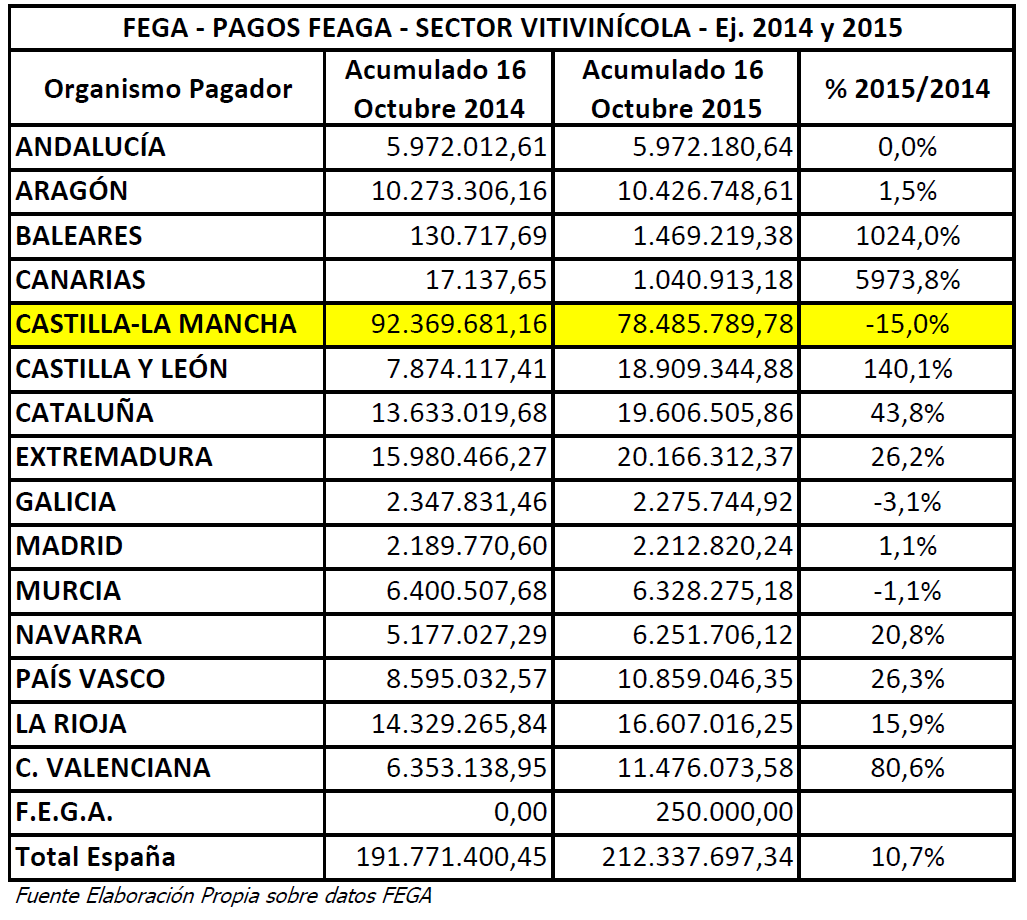 FEGA - PAGOS FEAGA - SECTOR VITIVINÍCOLA - Ej. 2014 y 2015
Organismo Pagador Acumulado 16 Octubre 2014 Acumulado 16 Octubre 2015 % 2015/2014
ANDALUCÍA 5.972.012,61 5.972.180,64 0,0%
ARAGÓN 10.273.306,16 10.426.748,61 1,5%
BALEARES 130.717,69 1.469.219,38 1024,0%
CANARIAS 17.137,65 1.040.913,18 5973,8%
CASTILLA-LA MANCHA 92.369.681,16 78.485.789,78 -15,0%
CASTILLA Y LEÓN 7.874.117,41 18.909.344,88 140,1%
CATALUÑA 13.633.019,68 19.606.505,86 43,8%
EXTREMADURA 15.980.466,27 20.166.312,37 26,2%
GALICIA 2.347.831,46 2.275.744,92 -3,1%
MADRID 2.189.770,60 2.212.820,24 1,1%
MURCIA 6.400.507,68 6.328.275,18 -1,1%
NAVARRA 5.177.027,29 6.251.706,12 20,8%
PAÍS VASCO 8.595.032,57 10.859.046,35 26,3%
LA RIOJA 14.329.265,84 16.607.016,25 15,9%
C. VALENCIANA 6.353.138,95 11.476.073,58 80,6%
F.E.G.A. 0,00 250.000,00
Total España 191.771.400,45 212.337.697,34 10,7%
Fuente Elaboración Propia sobre datos FEGA